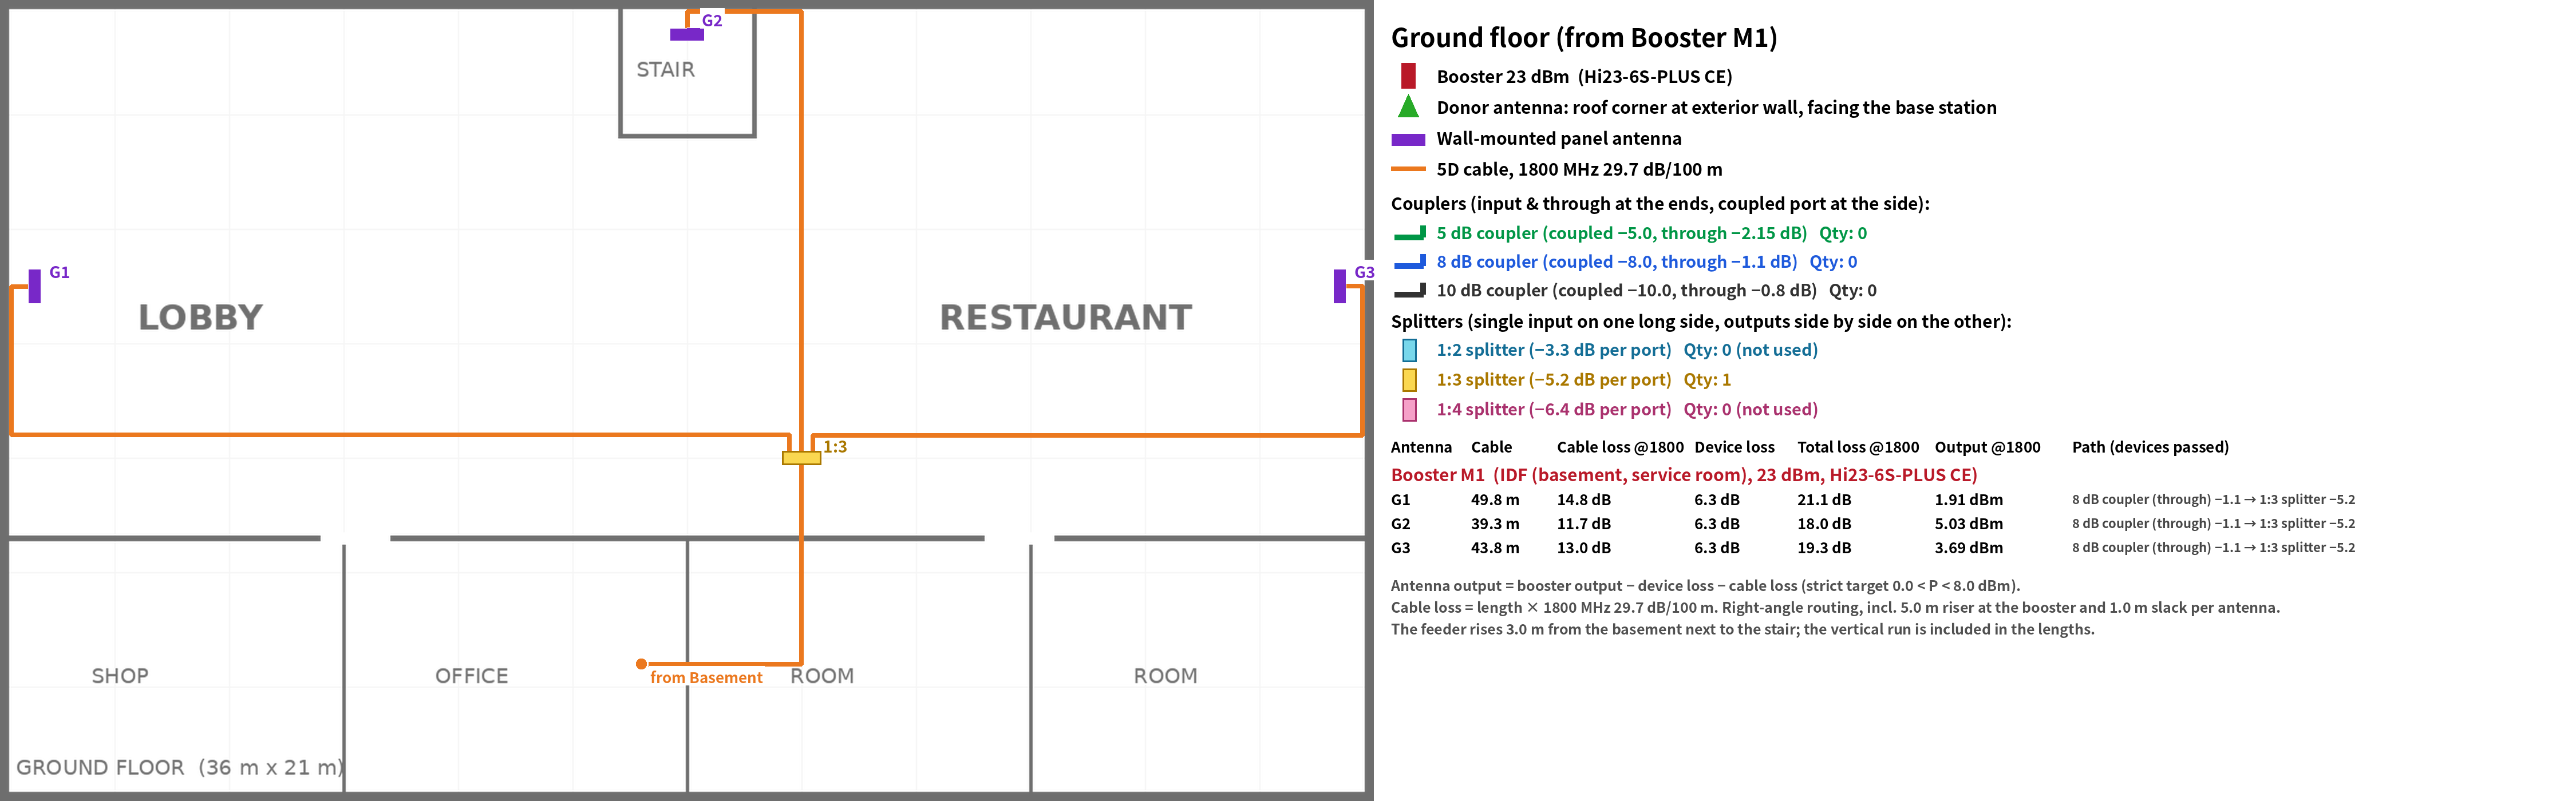 G2
STAIR
G1
G3
LOBBY
RESTAURANT
1:3
SHOP
OFFICE
from Basement
ROOM
ROOM
GROUND FLOOR (36 m x 21 m)
Ground floor (from Booster M1)
Booster 23 dBm (Hi23-6S-PLUS CE)
Donor antenna: roof corner at exterior wall, facing the base station
Wall-mounted panel antenna
5D cable, 1800 MHz 29.7 dB/100 m
Couplers (input & through at the ends, coupled port at the side):
5 dB coupler (coupled −5.0, through −2.15 dB) Qty: 0
8 dB coupler (coupled −8.0, through −1.1 dB) Qty: 0
10 dB coupler (coupled −10.0, through −0.8 dB) Qty: 0
Splitters (single input on one long side, outputs side by side on the other):
1:2 splitter (−3.3 dB per port) Qty: 0 (not used)
1:3 splitter (−5.2 dB per port) Qty: 1
1:4 splitter (−6.4 dB per port) Qty: 0 (not used)
Antenna Cable Cable loss @1800 Device loss Total loss @1800 Output @1800 Path (devices passed)
Booster M1 (IDF (basement, service room), 23 dBm, Hi23-6S-PLUS CE)
G1 49.8 m 14.8 dB 6.3 dB 21.1 dB 1.91 dBm 8 dB coupler (through) −1.1 → 1:3 splitter −5.2
G2 39.3 m 11.7 dB 6.3 dB 18.0 dB 5.03 dBm 8 dB coupler (through) −1.1 → 1:3 splitter −5.2
G3 43.8 m 13.0 dB 6.3 dB 19.3 dB 3.69 dBm 8 dB coupler (through) −1.1 → 1:3 splitter −5.2
Antenna output = booster output − device loss − cable loss (strict target 0.0 < P < 8.0 dBm).
Cable loss = length × 1800 MHz 29.7 dB/100 m. Right-angle routing, incl. 5.0 m riser at the booster and 1.0 m slack per antenna.
The feeder rises 3.0 m from the basement next to the stair; the vertical run is included in the lengths.